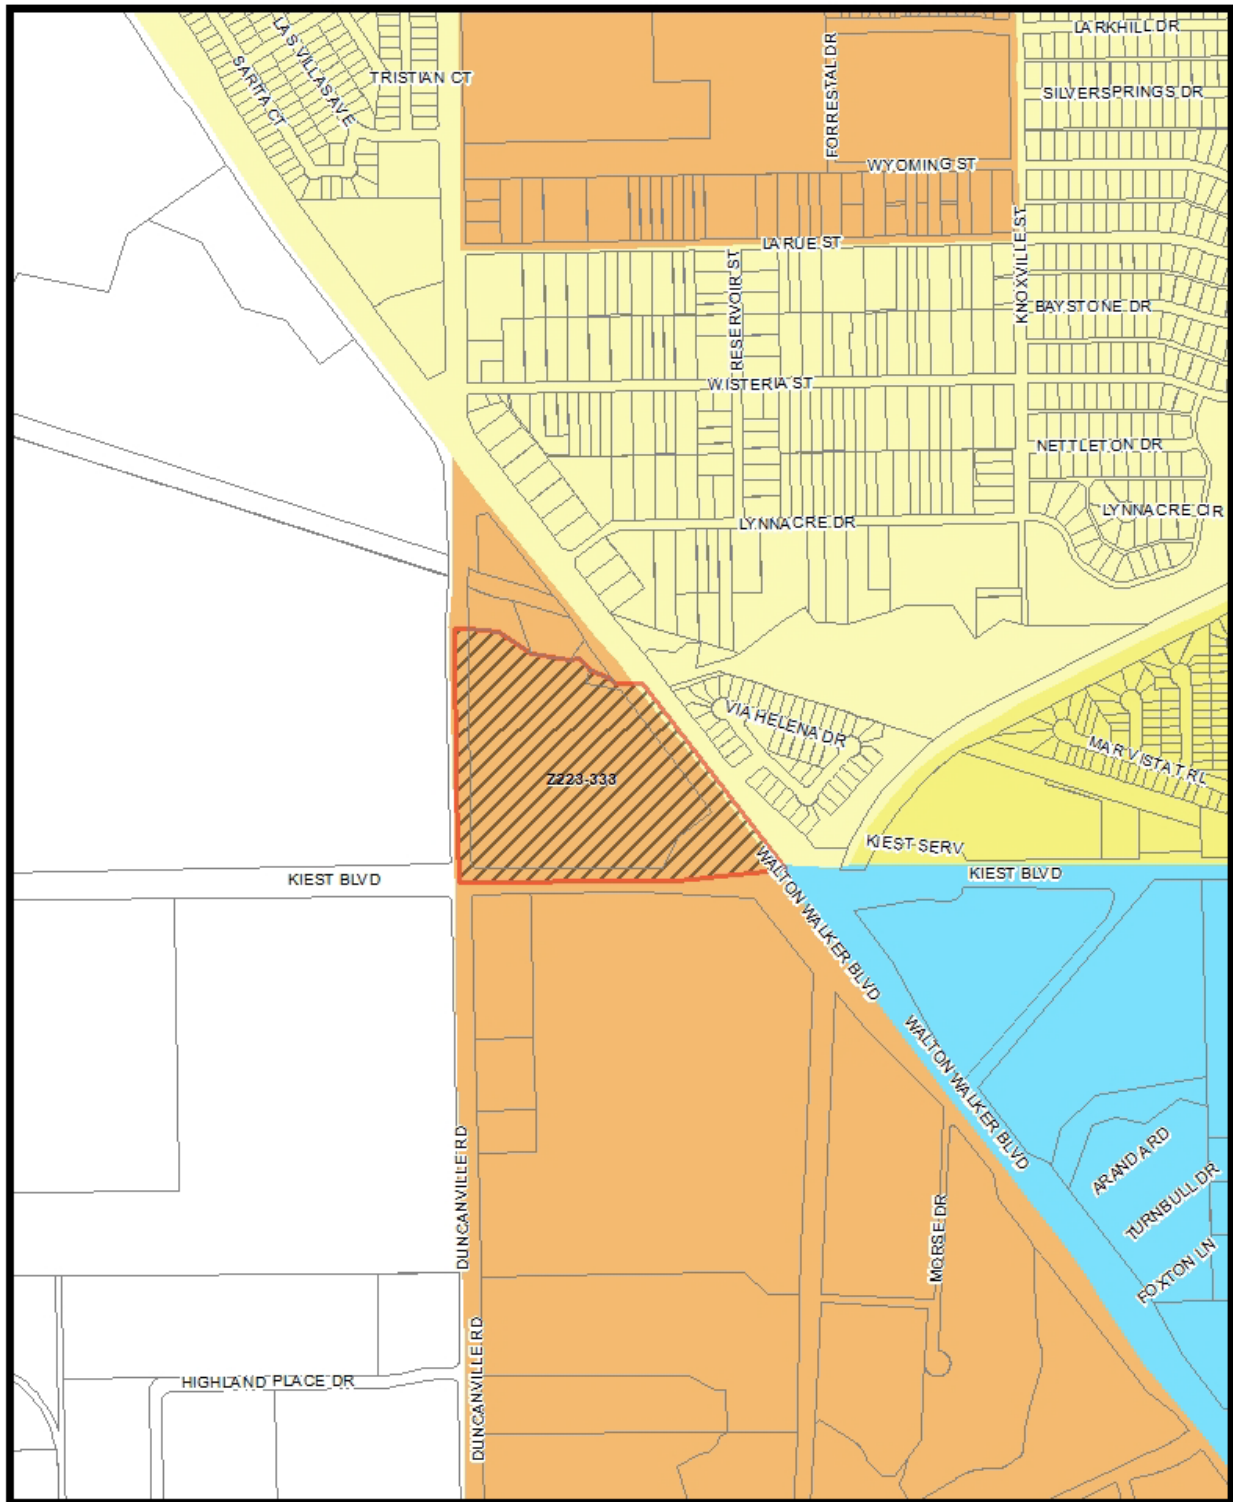 LARKHILL DR
LAS VILLAS AVE
SARITA CT
TRISTIAN CT
FORRESTAL DR
SILVERSPRINGS DR
WYOMING ST
KNOXVILLE ST
LARUE ST
RESERVOIR ST
BAYSTONE DR
WISTERIA ST
NETTLETON DR
LYNNACRE CIR
LYNNACRE DR
VIA HELENA DR
MAR VISTA TRL
Z223-333
KIEST SERV
KIEST BLVD
KIEST BLVD
WALTON WALKER BLVD
WALTON WALKER BLVD
ARANDA RD
TURNBULL DR
FOXTON LN
DUNCANVILLE RD
MORSE DR
DUNCANVILLE RD
HIGHLAND PLACE DR